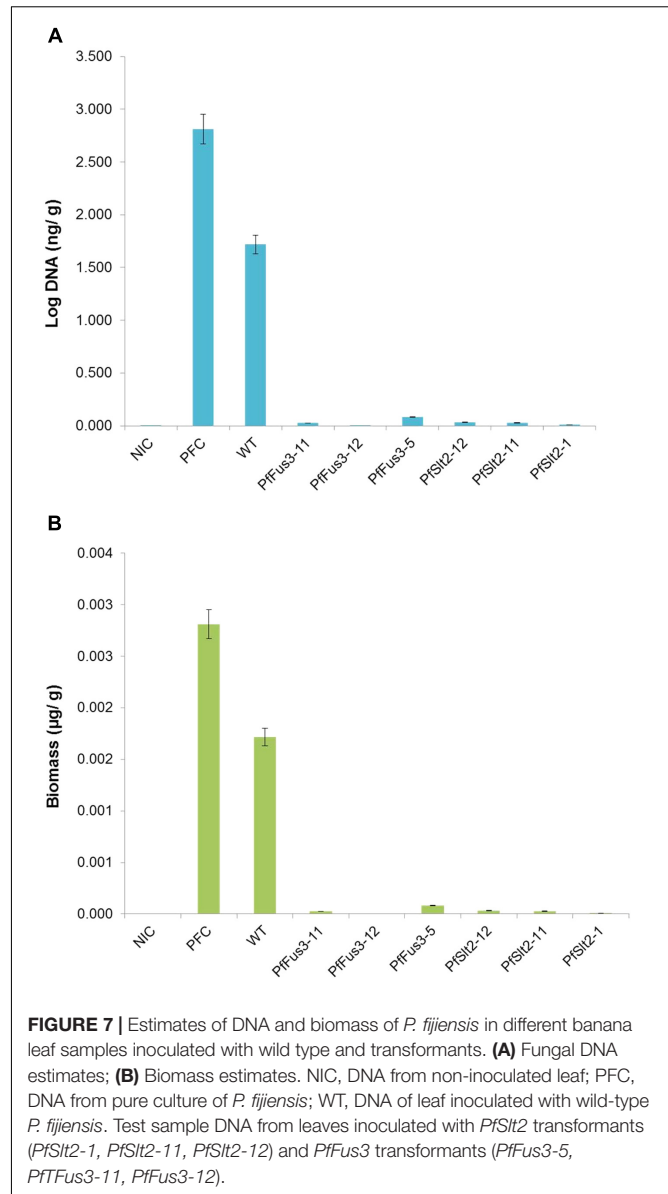 A
3.500
3.000
2.500
2.000
1.500
1.000
0.500
0.000
Log DNA (ng/ g)
NIC
PFC
WT
PfFus3-11
PfFus3-12
PfFus3-5
PfSlt2-12
PfSlt2-11
PfSlt2-1
B
0.004
0.003
0.003
0.002
0.002
0.001
0.001
0.000
Biomass (µg/ g)
NIC
PFC
WT
PfFus3-11
PfFus3-12
PfFus3-5
PfSlt2-12
PfSlt2-11
PfSlt2-1
FIGURE 7 | Estimates of DNA and biomass of P. fijiensis in different banana
leaf samples inoculated with wild type and transformants. (A) Fungal DNA
estimates; (B) Biomass estimates. NIC, DNA from non-inoculated leaf; PFC,
DNA from pure culture of P. fijiensis; WT, DNA of leaf inoculated with wild-type
P. fijiensis. Test sample DNA from leaves inoculated with PfSlt2 transformants
(PfSlt2-1, PfSlt2-11, PfSlt2-12) and PfFus3 transformants (PfFus3-5,
PfTFus3-11, PfFus3-12).